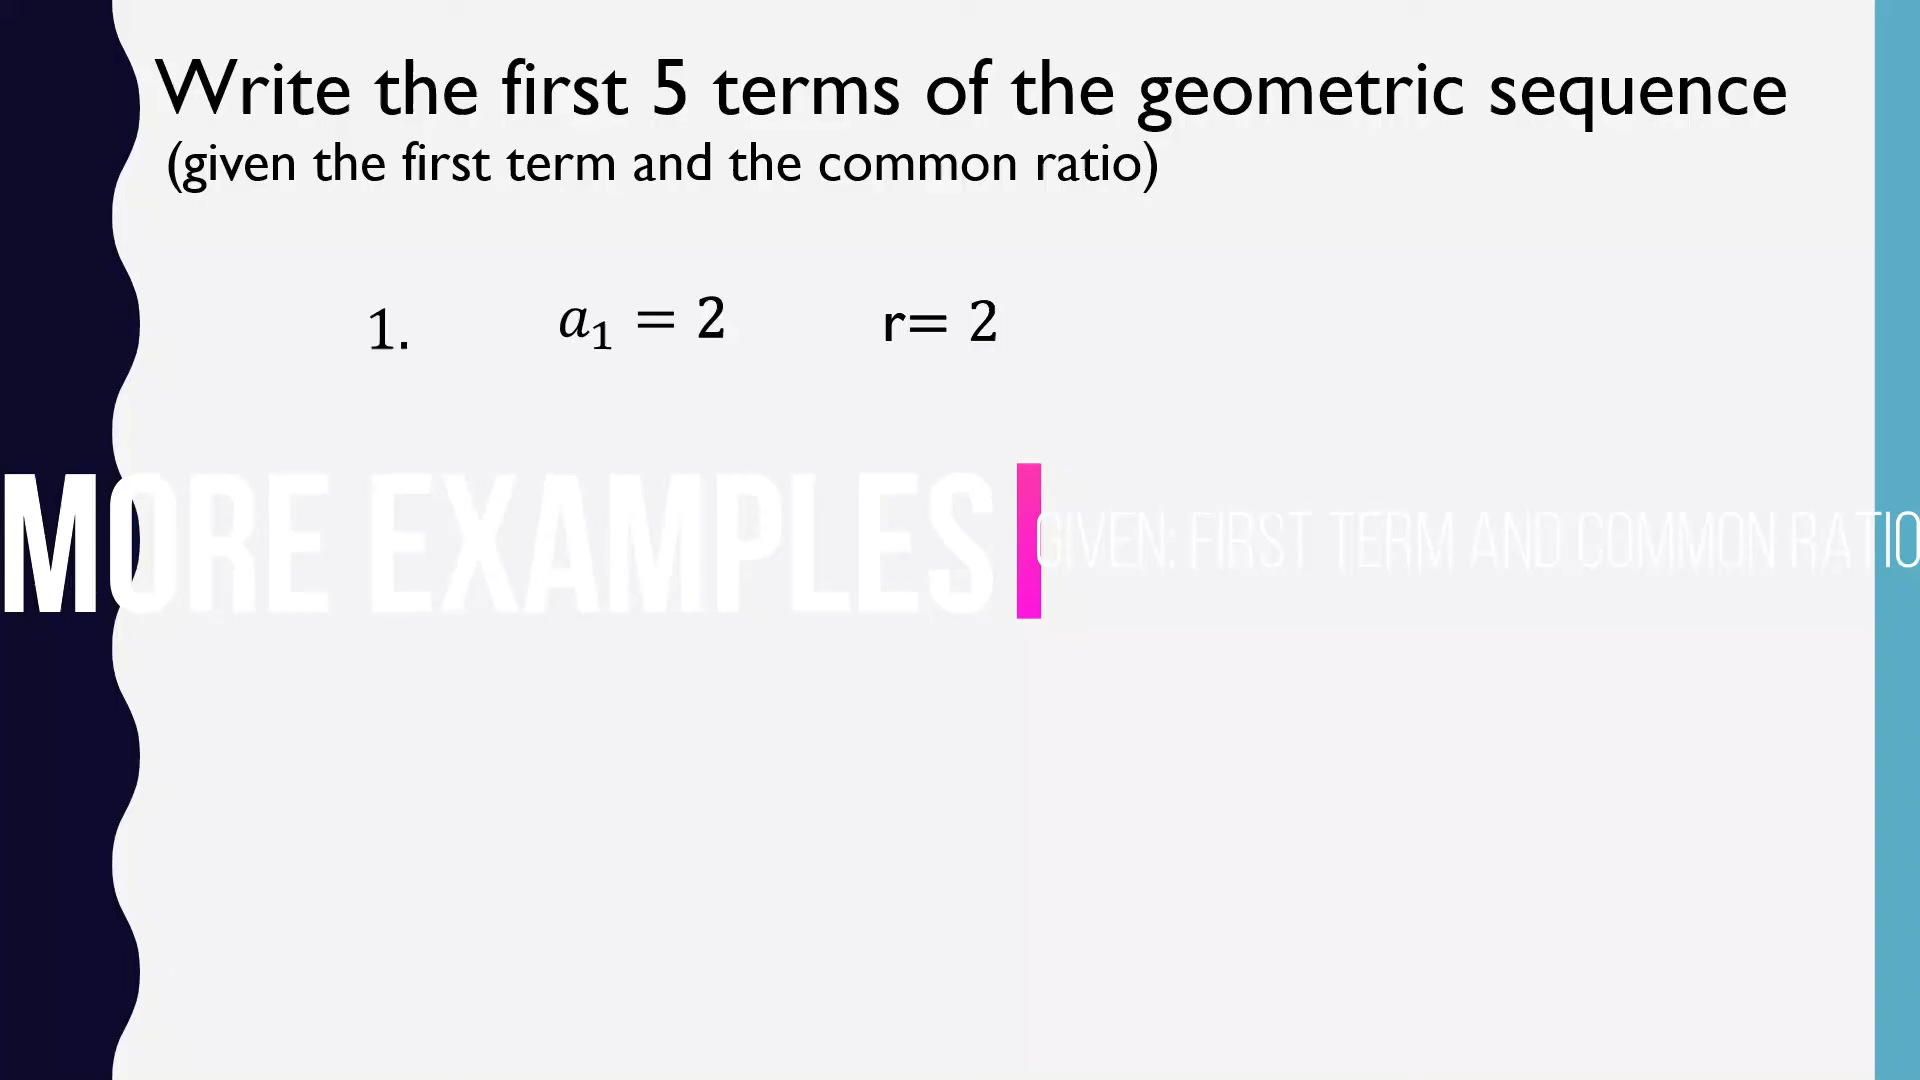 Write the first 5 terms of the geometric sequence
(given the first term and the common ratio)
1. a₁ = 2 r= 2
MORE EXAMPLES GIVEN: FIRST TERM AND COMMON RATIO